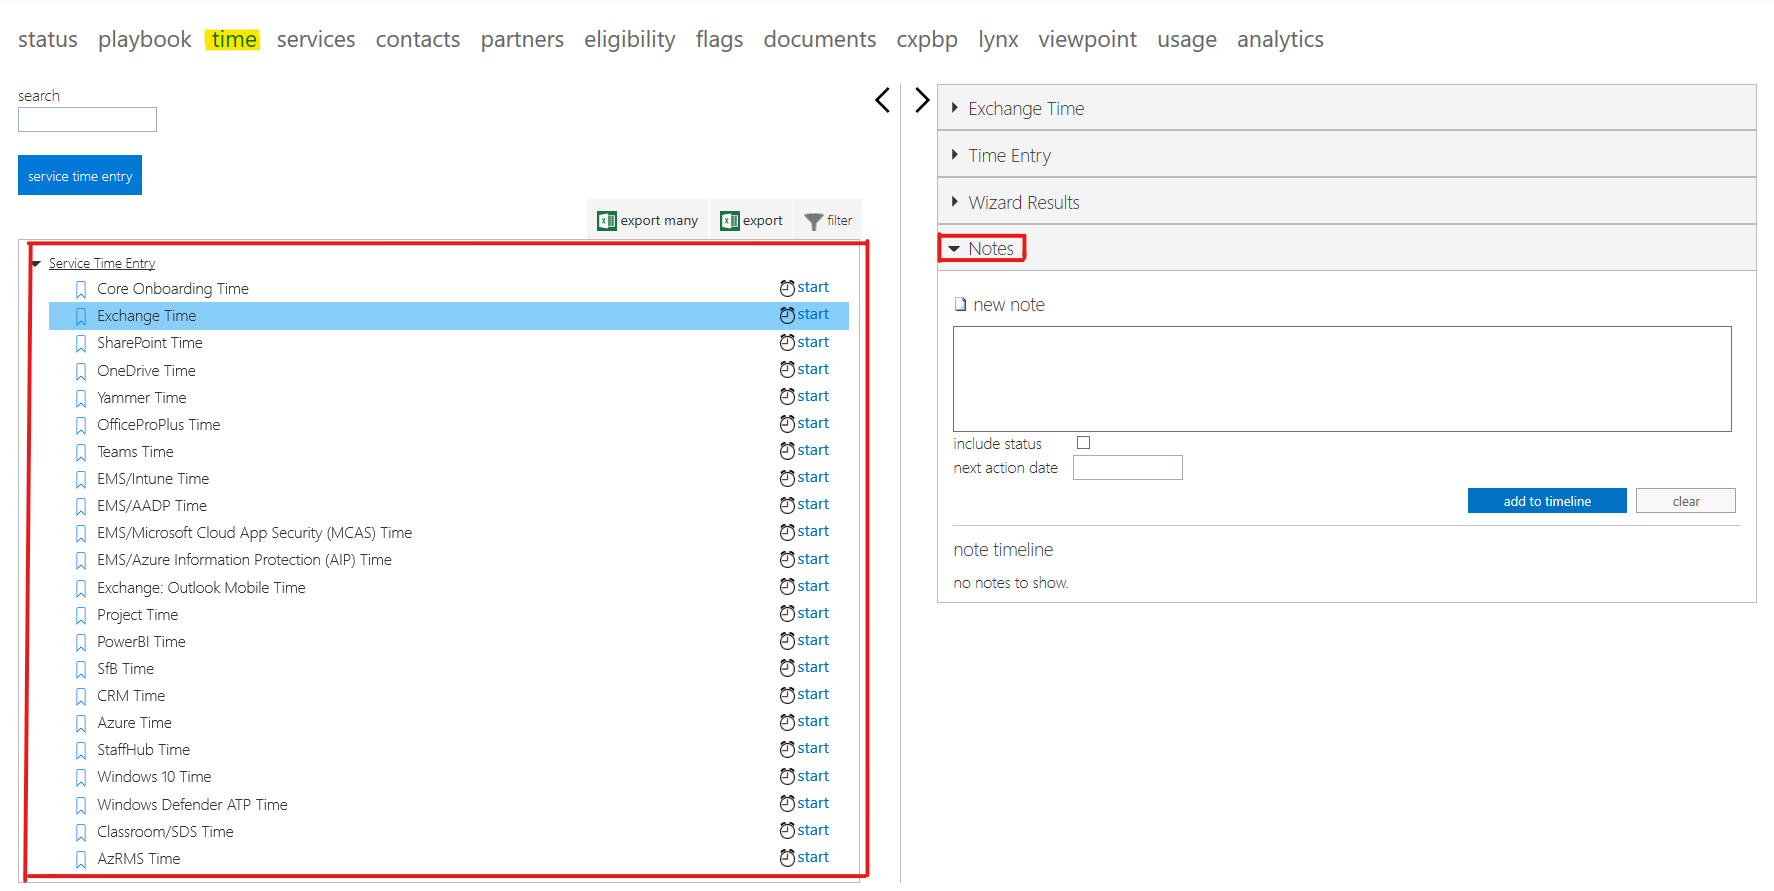 status playbook time services contacts partners eligibility flags documents cxpbp lynx viewpoint usage analytics
search
service time entry
export many export filter
Service Time Entry
Core Onboarding Time start
Exchange Time start
SharePoint Time start
OneDrive Time start
Yammer Time start
OfficeProPlus Time start
Teams Time start
EMS/Intune Time start
EMS/AADP Time start
EMS/Microsoft Cloud App Security (MCAS) Time start
EMS/Azure Information Protection (AIP) Time start
Exchange: Outlook Mobile Time start
Project Time start
PowerBI Time start
SfB Time start
CRM Time start
Azure Time start
StaffHub Time start
Windows 10 Time start
Windows Defender ATP Time start
Classroom/SDS Time start
AzRMS Time start
Exchange Time
Time Entry
Wizard Results
Notes
new note
include status
next action date
add to timeline clear
note timeline
no notes to show.